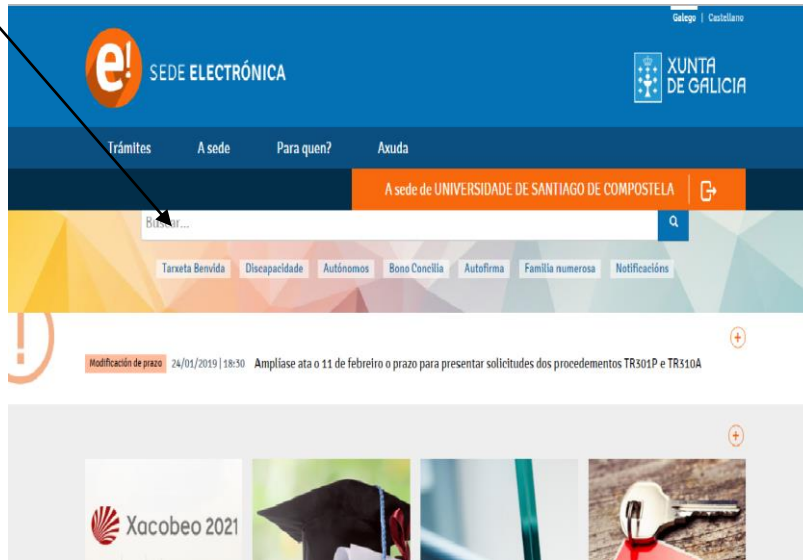 Galego | Castellano
e! SEDE ELECTRÓNICA
XUNTA
DE GALICIA
Trámites A sede Para quen? Axuda
A sede de UNIVERSIDADE DE SANTIAGO DE COMPOSTELA
Buscar...
Tarxeta Benvida Discapacidade Autónomos Bono Concilia Autofirma Familia numerosa Notificacións
Modificación de prazo 24/01/2019 | 18:30 Ampliase ata o 11 de febreiro o prazo para presentar solicitudes dos procedementos TR301P e TR310A
Xacobeo 2021